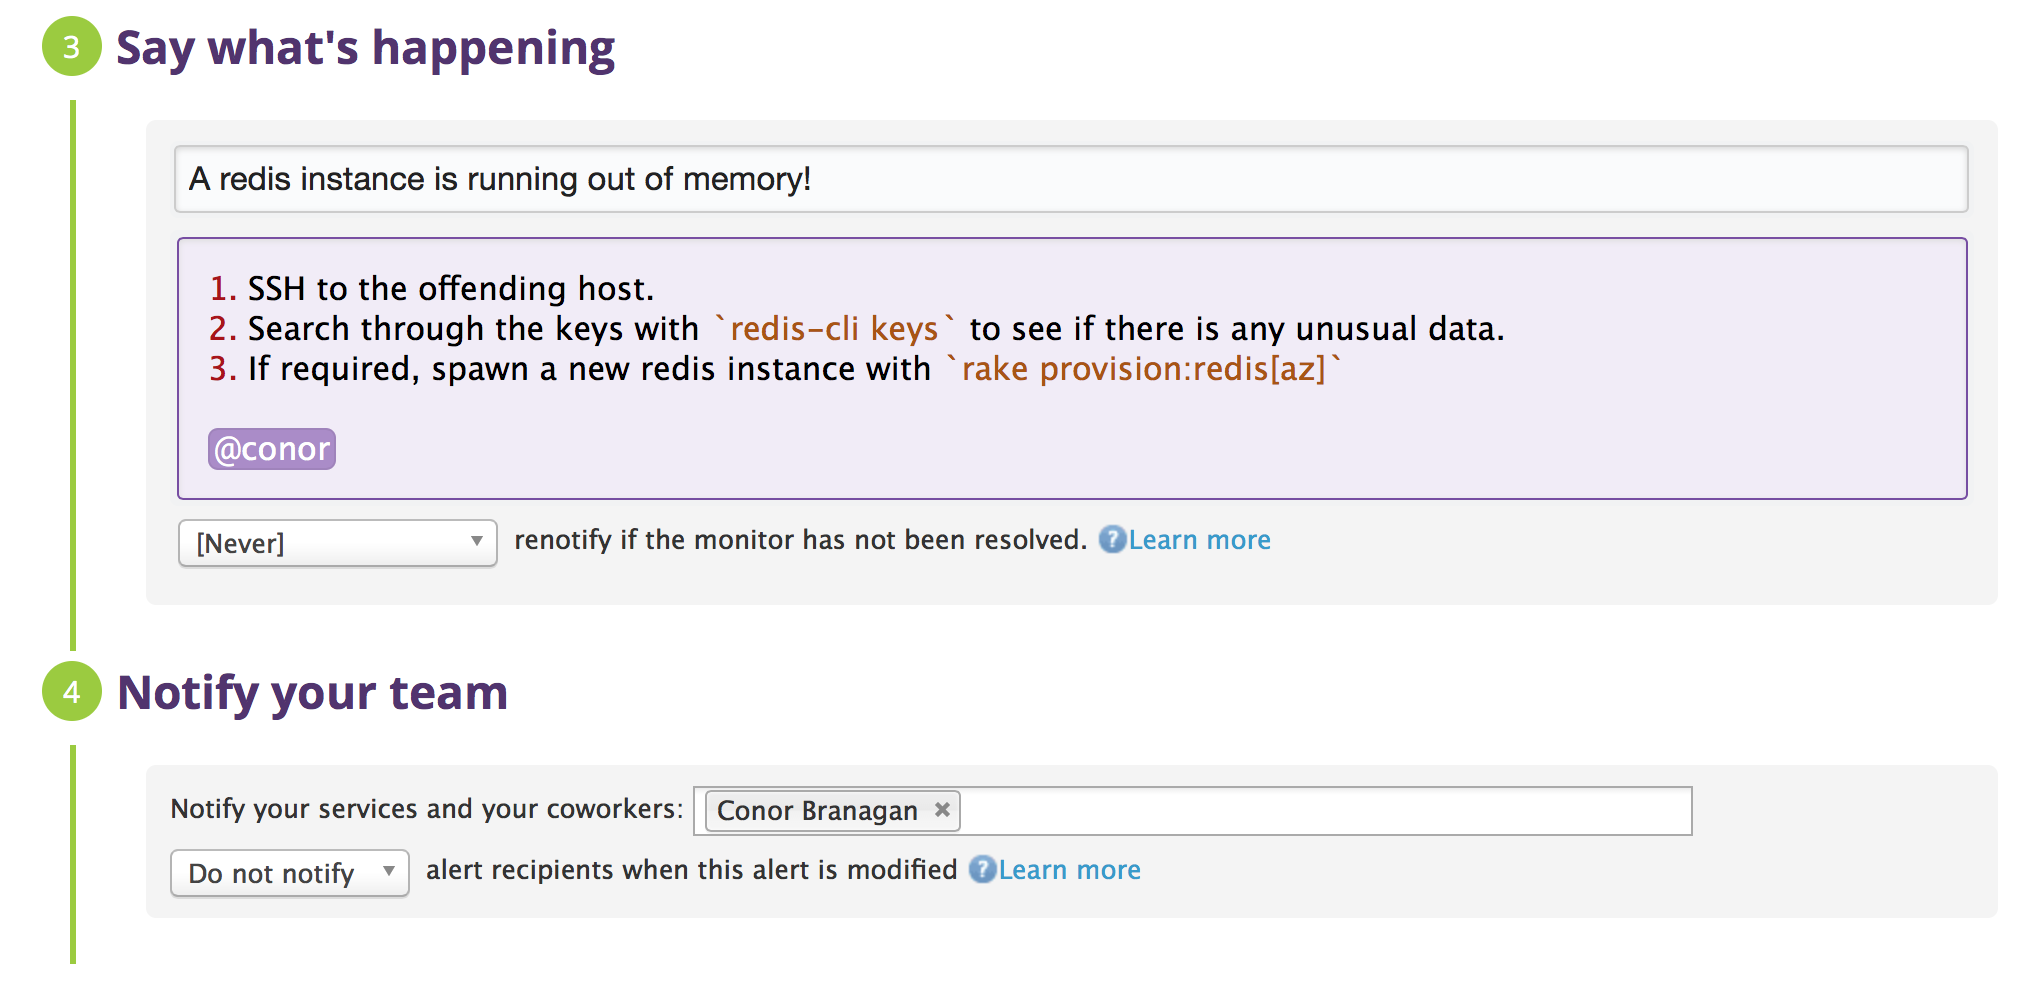 3 Say what's happening
A redis instance is running out of memory!
1. SSH to the offending host.
2. Search through the keys with `redis-cli keys` to see if there is any unusual data.
3. If required, spawn a new redis instance with `rake provision:redis[az]`
@conor
[Never] ▼ renotify if the monitor has not been resolved. ?Learn more
4 Notify your team
Notify your services and your coworkers: Conor Branagan ×
Do not notify ▼ alert recipients when this alert is modified ?Learn more